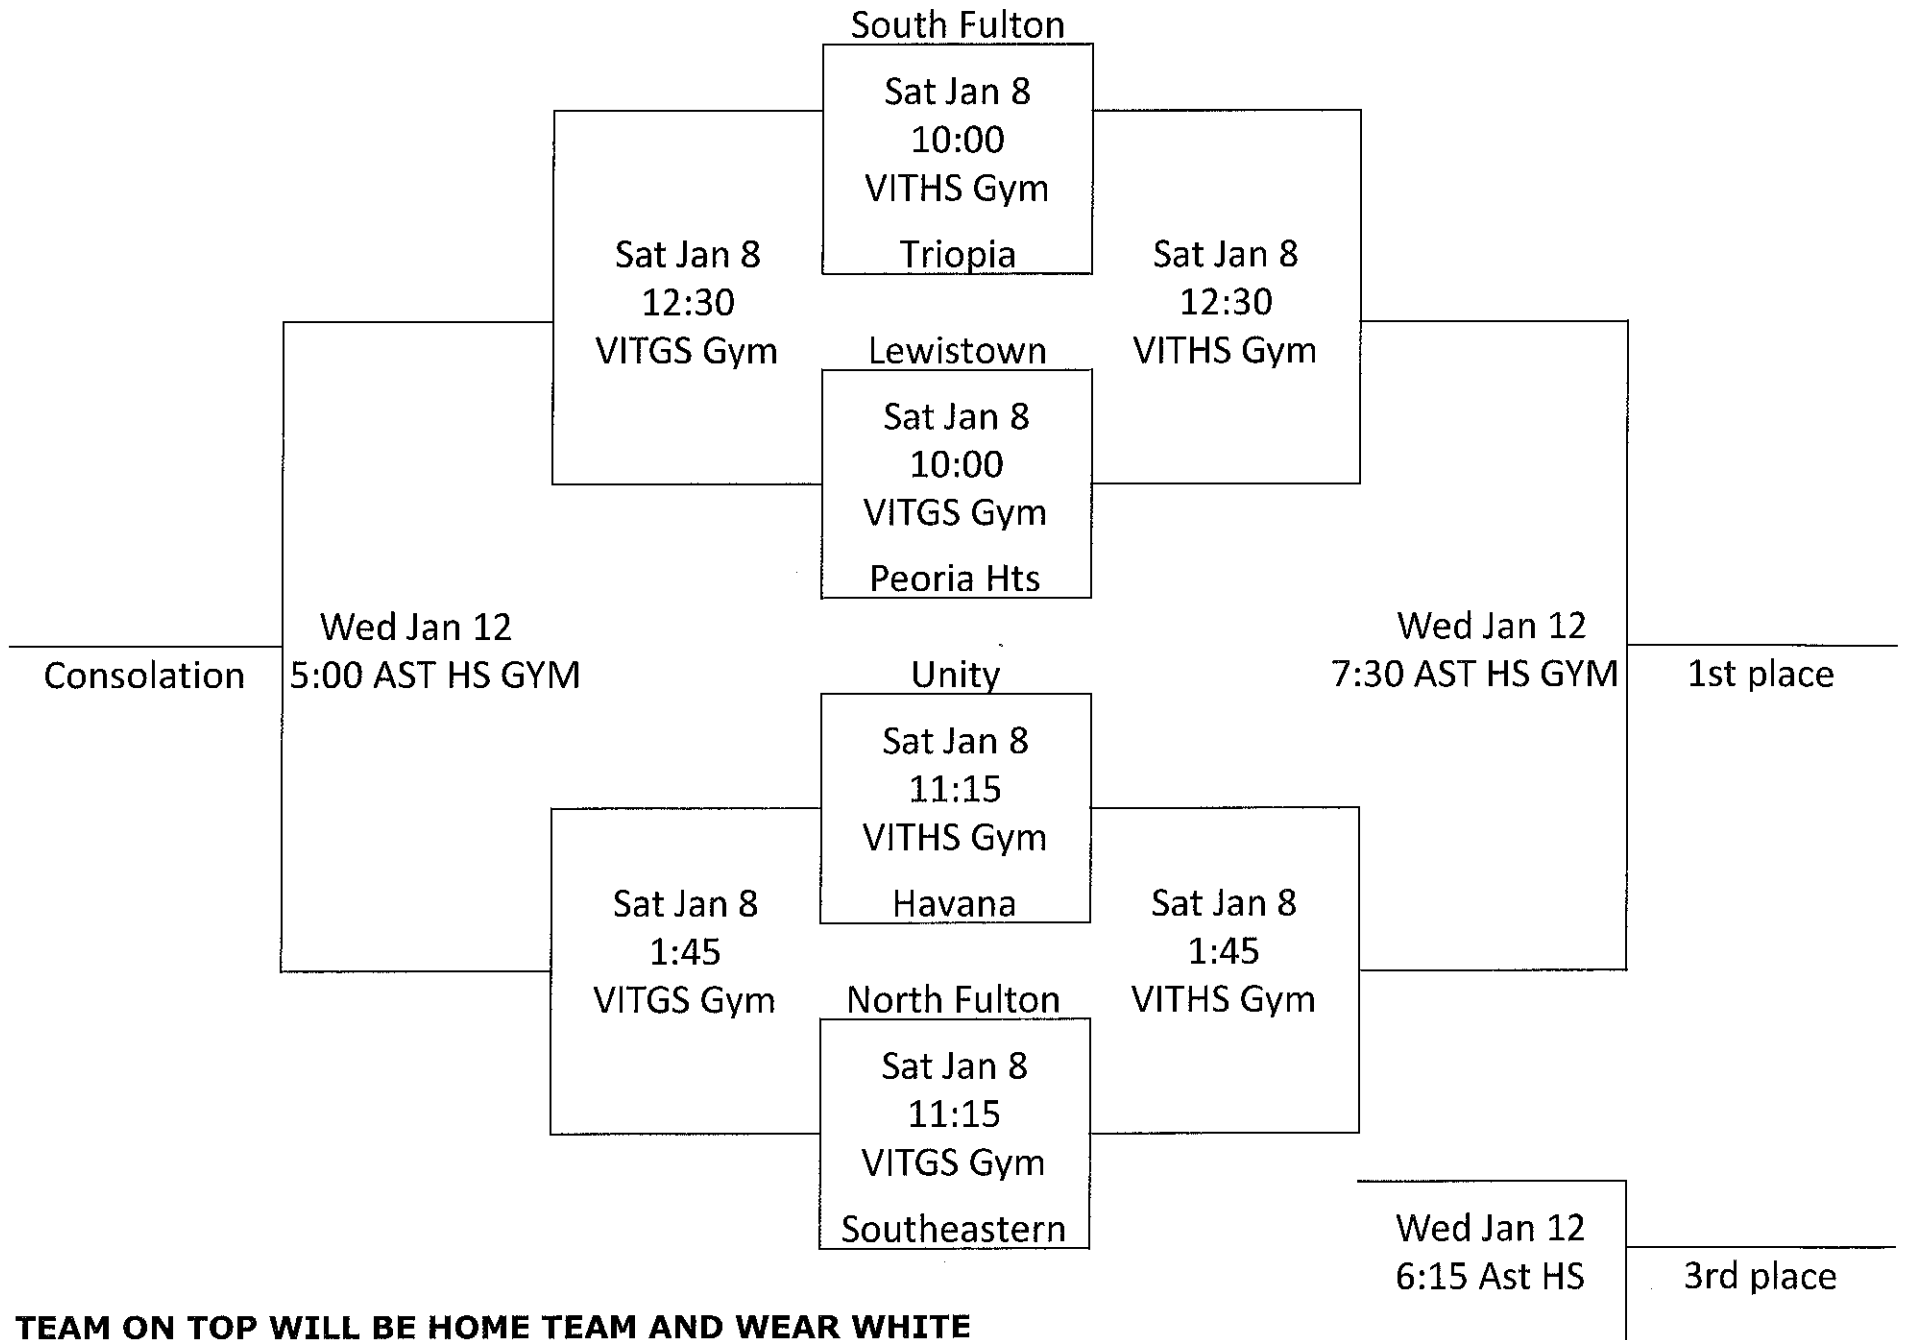 South Fulton
Sat Jan 8
10:00
VITHS Gym
Triopia
Sat Jan 8
12:30
VITGS Gym
Sat Jan 8
12:30
VITHS Gym
Lewistown
Sat Jan 8
10:00
VITGS Gym
Peoria Hts
Consolation
Wed Jan 12
5:00 AST HS GYM
Wed Jan 12
7:30 AST HS GYM
1st place
Unity
Sat Jan 8
11:15
VITHS Gym
Havana
Sat Jan 8
1:45
VITGS Gym
Sat Jan 8
1:45
VITHS Gym
North Fulton
Sat Jan 8
11:15
VITGS Gym
Southeastern
Wed Jan 12
6:15 Ast HS
3rd place
TEAM ON TOP WILL BE HOME TEAM AND WEAR WHITE